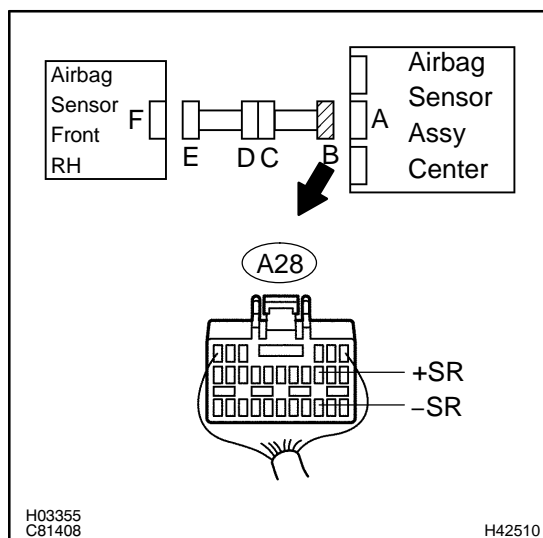 Airbag
Sensor
Front
RH
F
E
D C
B
A
Airbag
Sensor
Assy
Center
A28
+SR
–SR
H03355
C81408
H42510